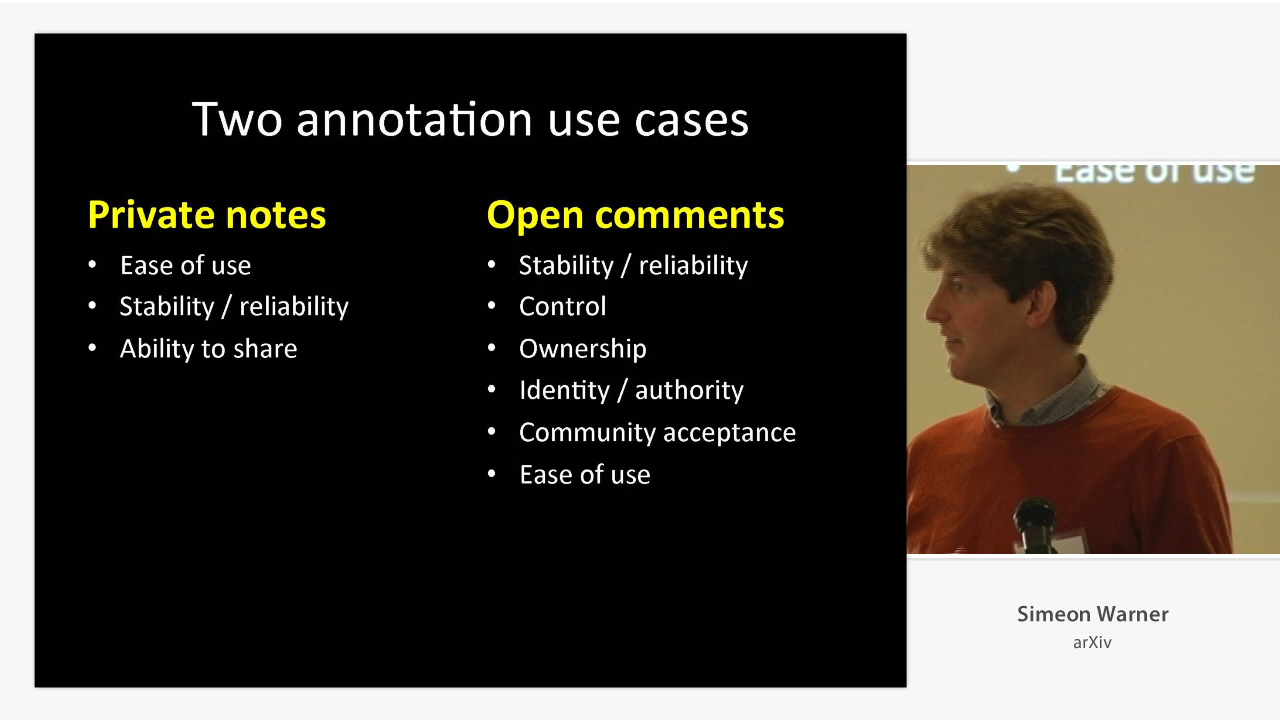 Two annotation use cases
Private notes
• Ease of use
• Stability / reliability
• Ability to share
Open comments
• Stability / reliability
• Control
• Ownership
• Identity / authority
• Community acceptance
• Ease of use
• Ease of use
Simeon Warner
arXiv